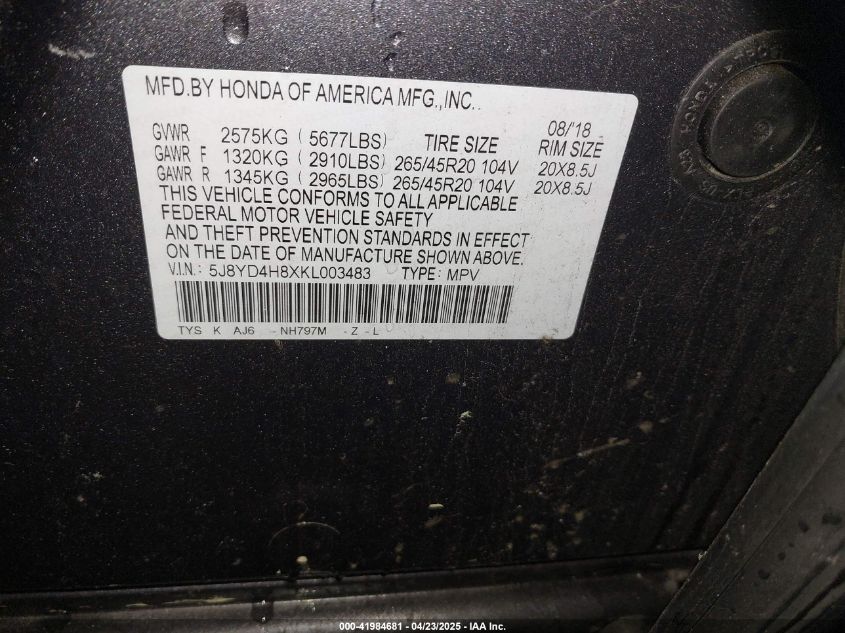 MFD.BY HONDA OF AMERICA MFG.,INC.
08/'18
GVWR 2575KG ( 5677LBS) TIRE SIZE RIM SIZE
GAWR F 1320KG ( 2910LBS) 265/45R20 104V 20X8.5J
GAWR R 1345KG ( 2965LBS) 265/45R20 104V 20X8.5J
THIS VEHICLE CONFORMS TO ALL APPLICABLE
FEDERAL MOTOR VEHICLE SAFETY
AND THEFT PREVENTION STANDARDS IN EFFECT
ON THE DATE OF MANUFACTURE SHOWN ABOVE.
V.I.N.: 5J8YD4H8XKL003483 TYPE: MPV
TYS K AJ6 - NH797M - Z - L
000-41984681 - 04/23/2025 - IAA Inc.